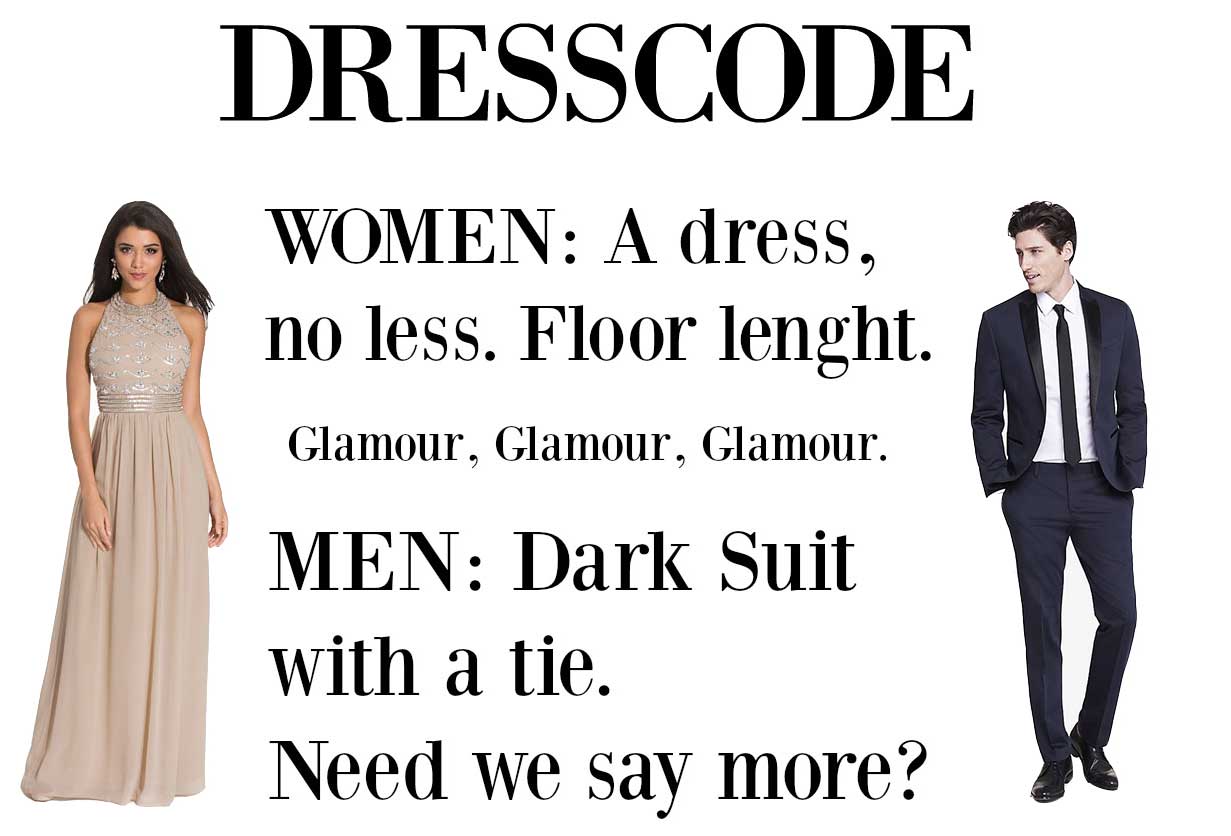 DRESSCODE
WOMEN: A dress,
no less. Floor lenght.
Glamour, Glamour, Glamour.
MEN: Dark Suit
with a tie.
Need we say more?